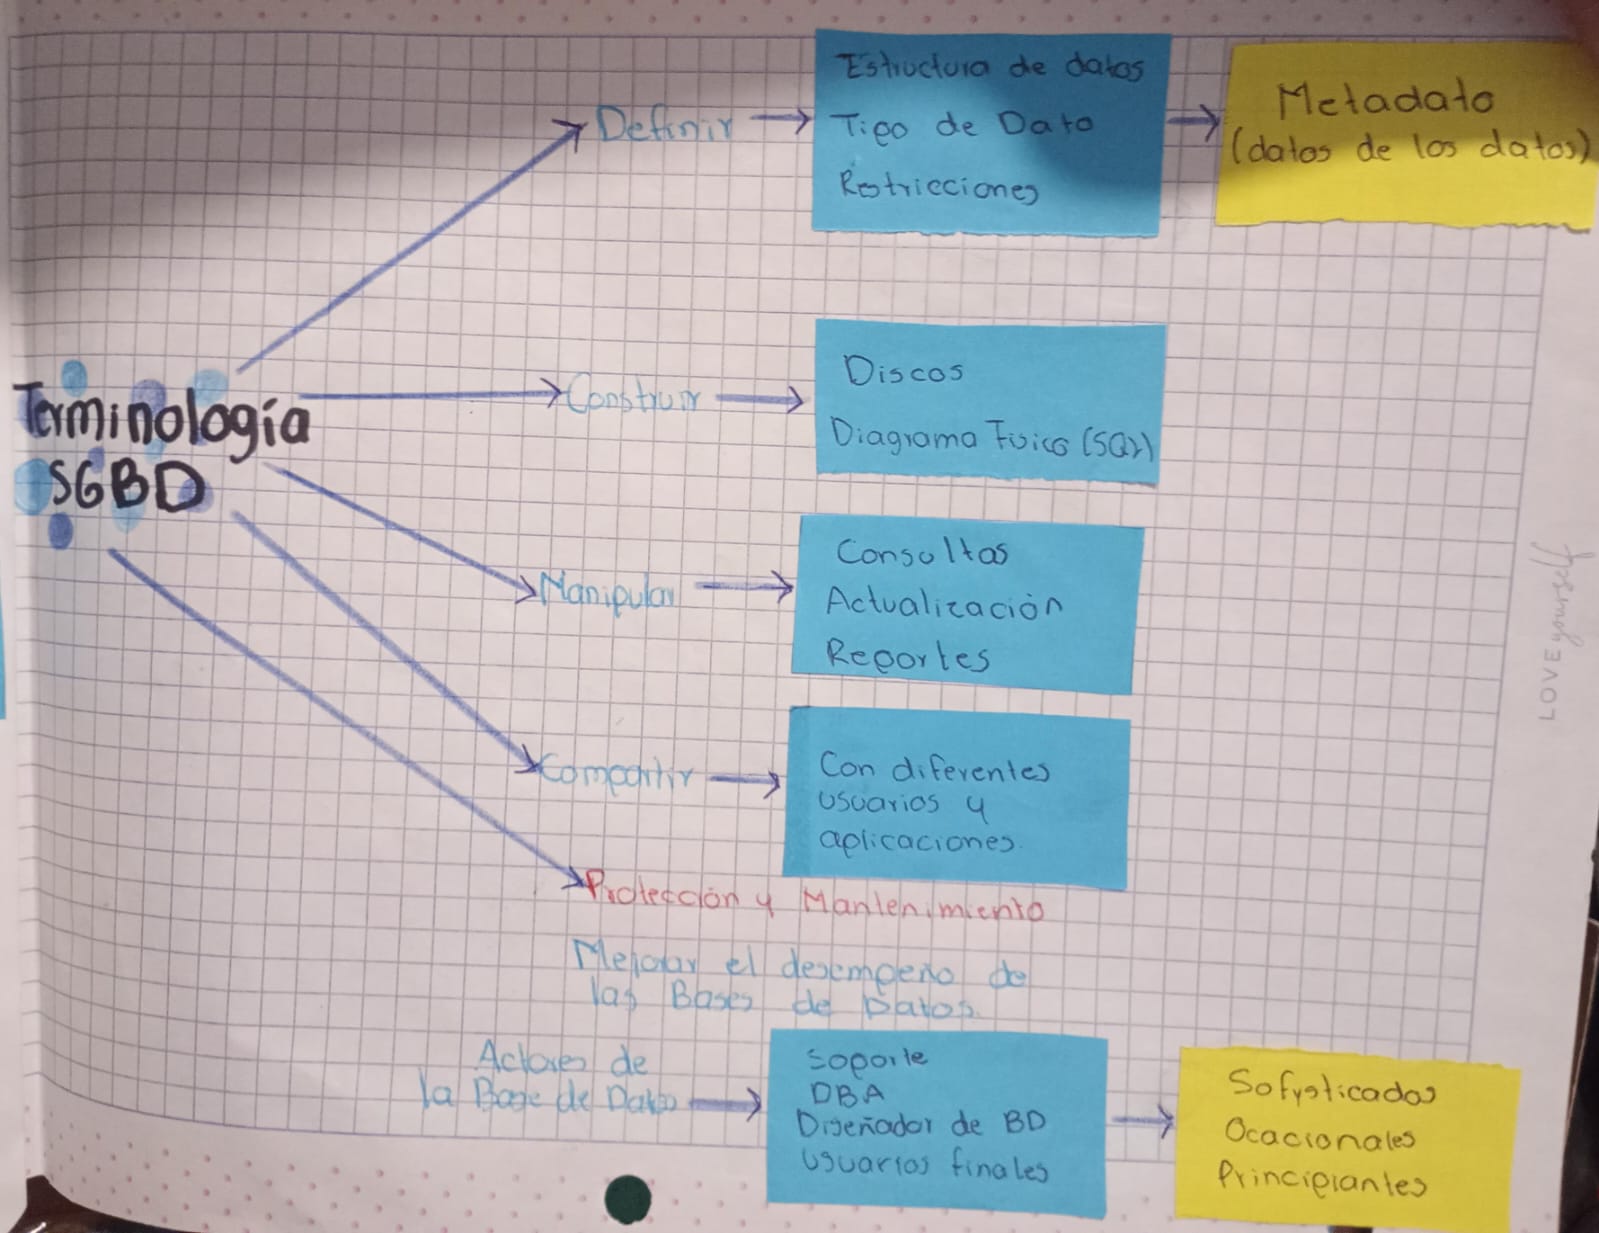 Definir
Estructura de datos
Tipo de Dato
Restricciones
Metadato
(datos de los datos)
Terminología
SGBD
Construir
Discos
Diagrama Físico (SQL)
Manipular
Consultas
Actualización
Reportes
Compartir
Con diferentes
usuarios y
aplicaciones.
Protección y Mantenimiento
Mejorar el desempeño de
las Bases de Datos.
Actores de
la Base de Datos
Soporte
DBA
Diseñador de BD
Usuarios finales
Sofysticados
Ocacionales
Principiantes
LOVE yourself